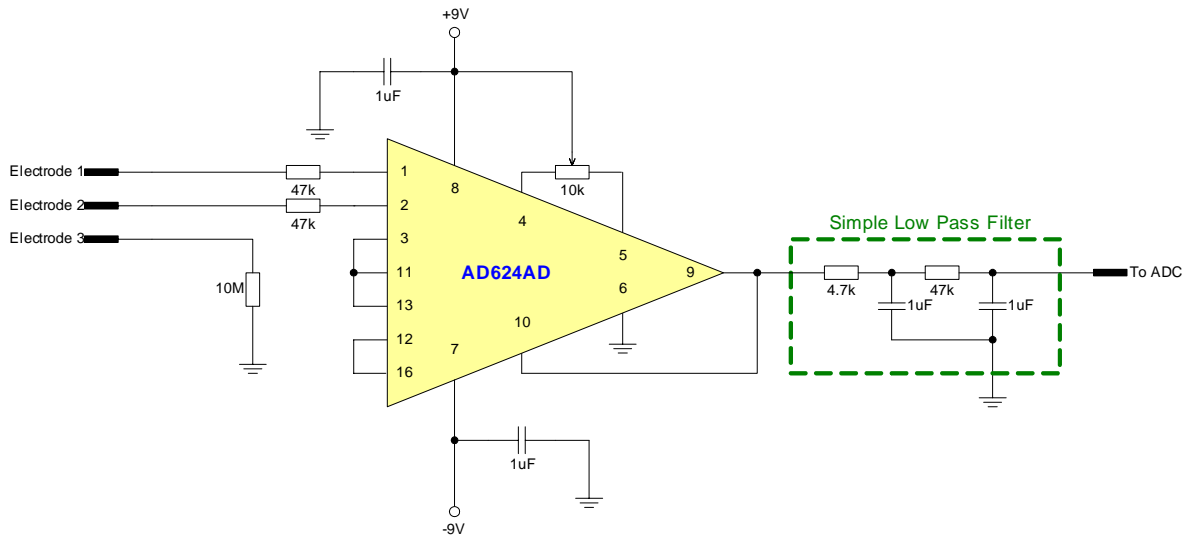 +9V
1uF
Electrode 1
47k
1
8
10k
Electrode 2
47k
2
4
Simple Low Pass Filter
Electrode 3
3
5
11
AD624AD
9
To ADC
10M
6
4.7k
47k
13
1uF
1uF
10
12
7
16
1uF
-9V